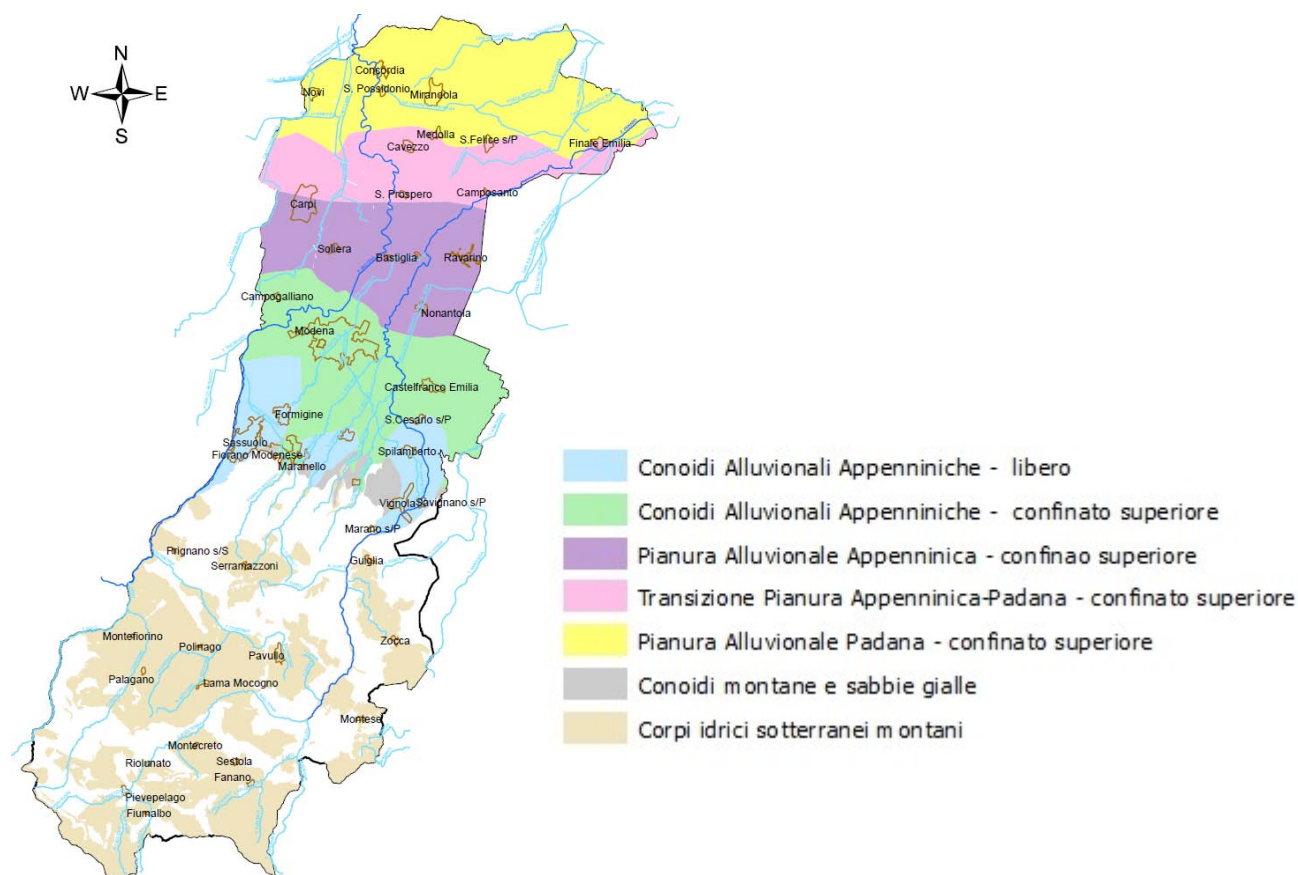 N
W
E
S
Concordia
S. Possidonio
Novi
Mirandola
Medolla
S.Felice s/P
Finale Emilia
Cavezzo
S. Prospero
Camposanto
Carpi
Soliera
Bastiglia
Ravarino
Campogalliano
Nonantola
Modena
Castelfranco Emilia
Formigine
S.Cesario s/P
Sassuolo
Fiorano Modenese
Spilamberto
Maranello
Vignola
Savignano s/P
Marano s/P
Prignano s/S
Serramazzoni
Guiglia
Montefiorino
Polinago
Pavullo
Zocca
Palagano
Lama Mocogno
Montese
Montecreto
Riolunato
Sestola
Fanano
Pievepelago
Fiumalbo
Conoidi Alluvionali Appenniniche - libero
Conoidi Alluvionali Appenniniche - confinato superiore
Pianura Alluvionale Appenninica - confinao superiore
Transizione Pianura Appenninica-Padana - confinato superiore
Pianura Alluvionale Padana - confinato superiore
Conoidi montane e sabbie gialle
Corpi idrici sotterranei montani